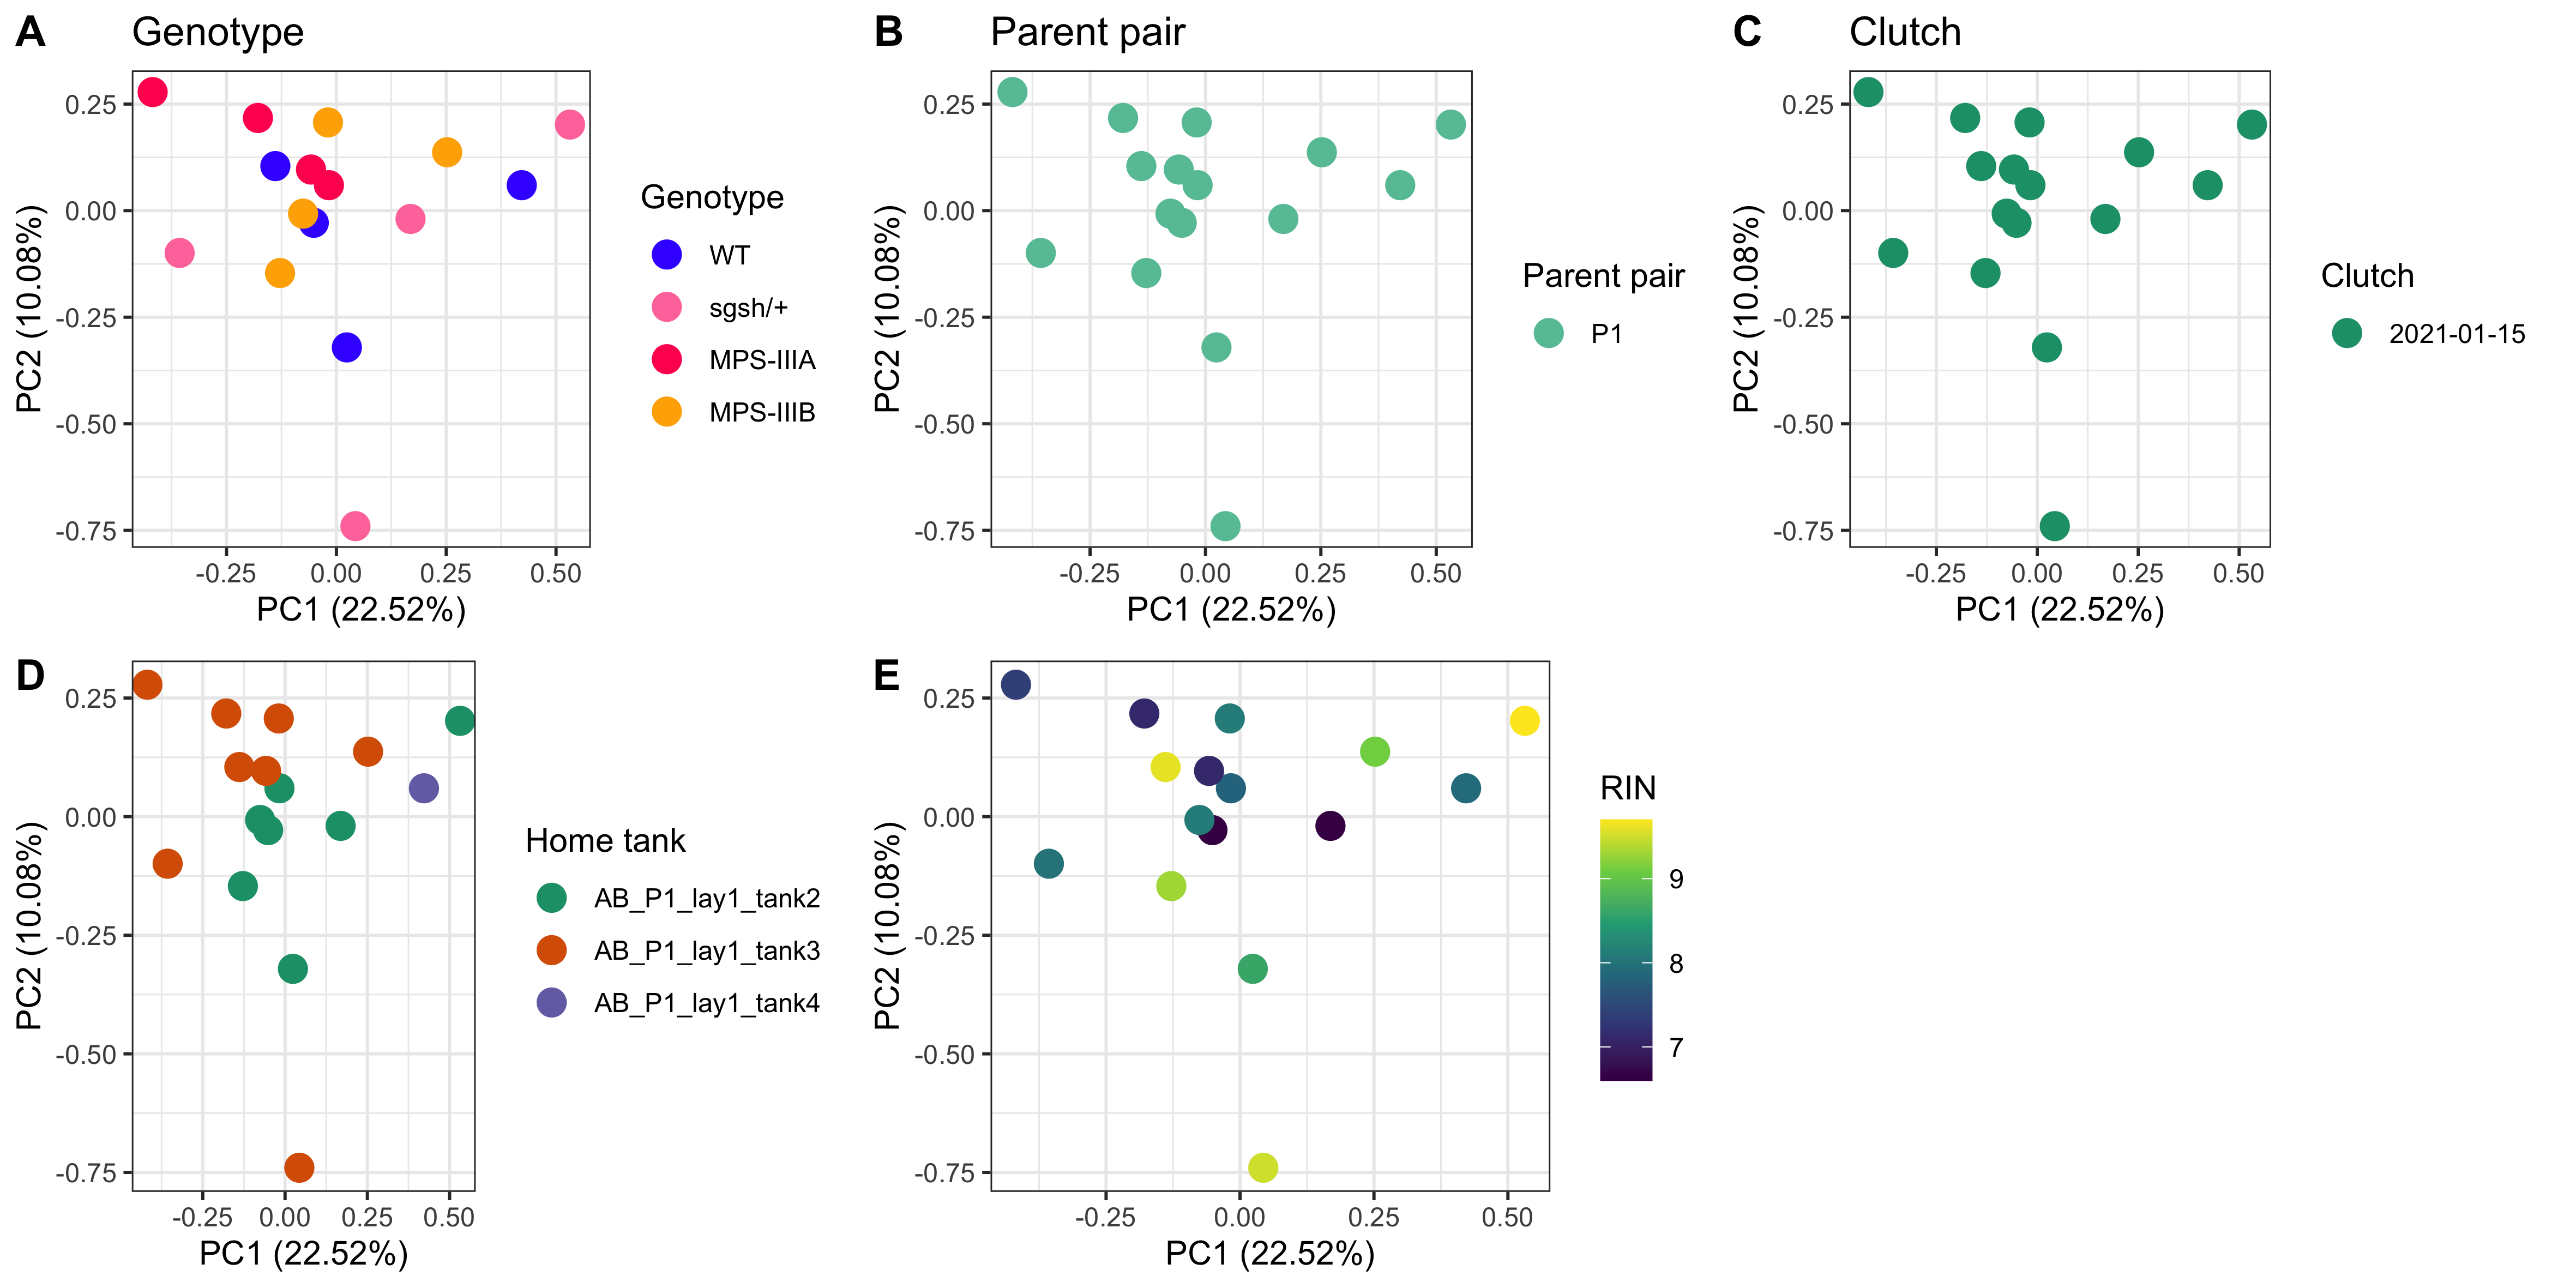 A Genotype
0.25
0.00
-0.25
-0.50
-0.75
-0.25 0.00 0.25 0.50
PC1 (22.52%)
PC2 (10.08%)
Genotype
WT
sgsh/+
MPS-IIIA
MPS-IIIB
B Parent pair
0.25
0.00
-0.25
-0.50
-0.75
-0.25 0.00 0.25 0.50
PC1 (22.52%)
PC2 (10.08%)
Parent pair
P1
C Clutch
0.25
0.00
-0.25
-0.50
-0.75
-0.25 0.00 0.25 0.50
PC1 (22.52%)
PC2 (10.08%)
Clutch
2021-01-15
D
0.25
0.00
-0.25
-0.50
-0.75
-0.25 0.00 0.25 0.50
PC1 (22.52%)
PC2 (10.08%)
Home tank
AB_P1_lay1_tank2
AB_P1_lay1_tank3
AB_P1_lay1_tank4
E
0.25
0.00
-0.25
-0.50
-0.75
-0.25 0.00 0.25 0.50
PC1 (22.52%)
PC2 (10.08%)
RIN
9
8
7